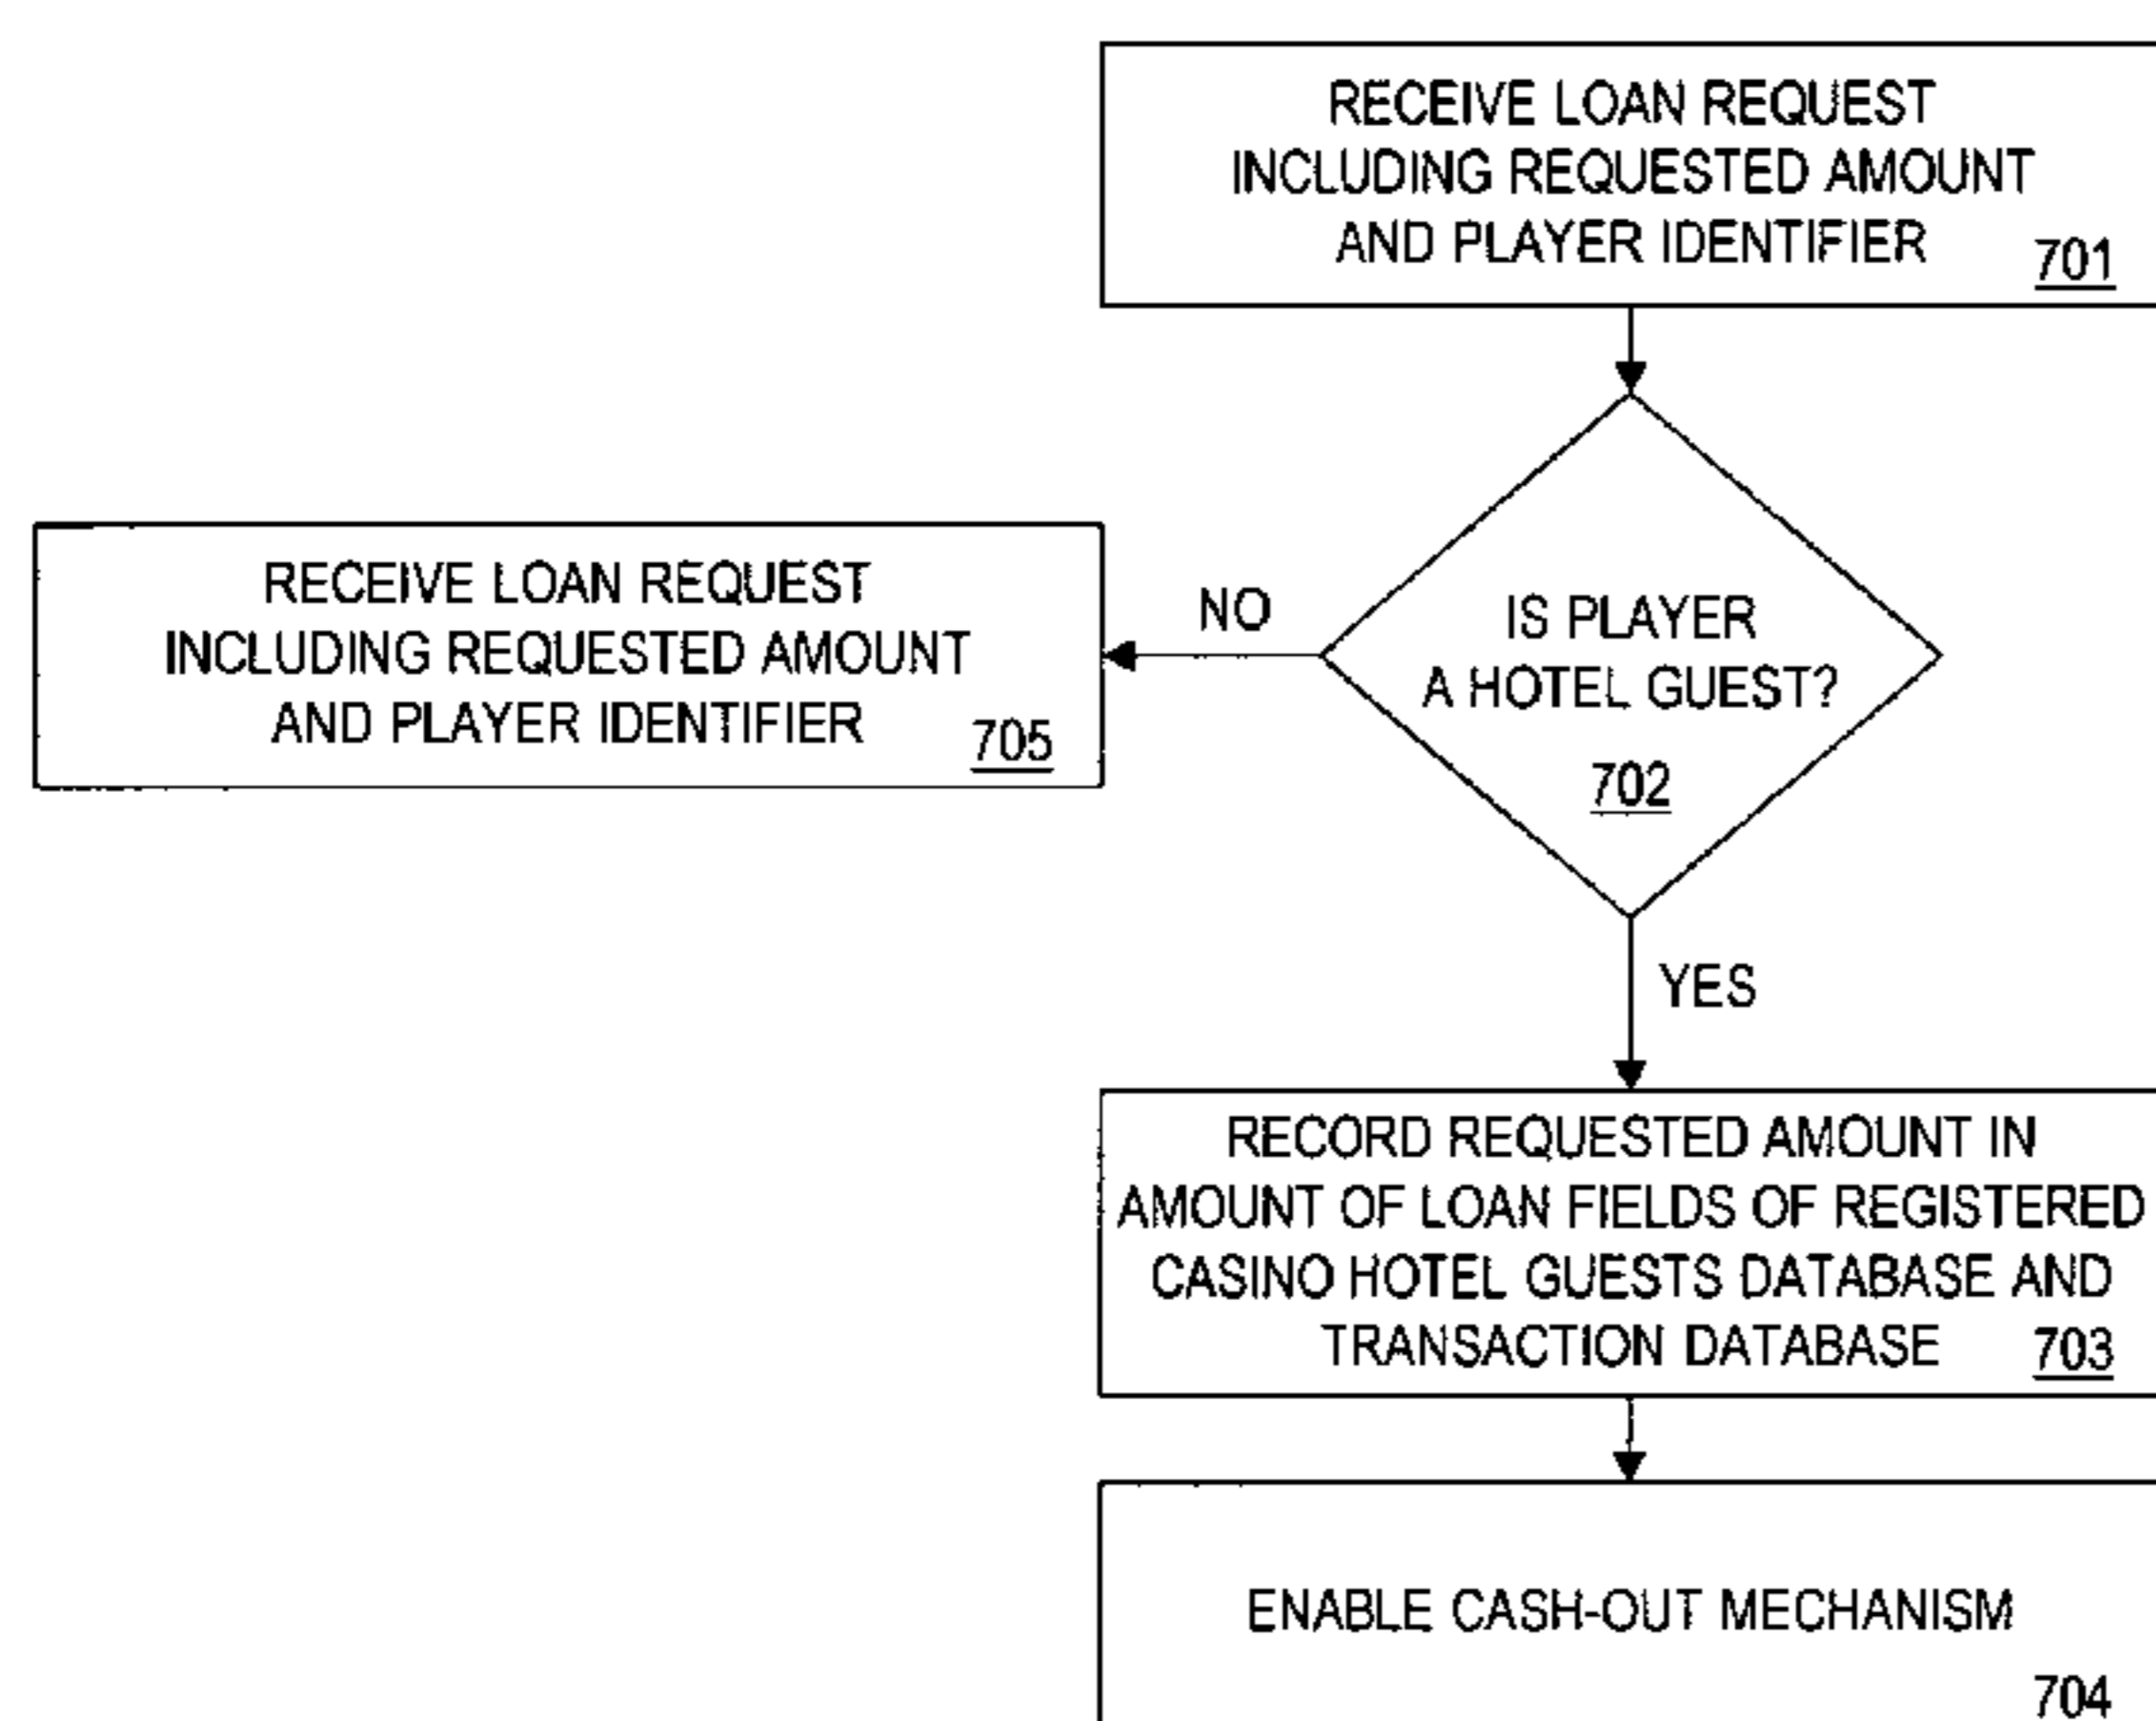 RECEIVE LOAN REQUEST
INCLUDING REQUESTED AMOUNT
AND PLAYER IDENTIFIER
701
RECEIVE LOAN REQUEST
INCLUDING REQUESTED AMOUNT
AND PLAYER IDENTIFIER
705
NO
IS PLAYER
A HOTEL GUEST?
702
YES
RECORD REQUESTED AMOUNT IN
AMOUNT OF LOAN FIELDS OF REGISTERED
CASINO HOTEL GUESTS DATABASE AND
TRANSACTION DATABASE
703
ENABLE CASH-OUT MECHANISM
704